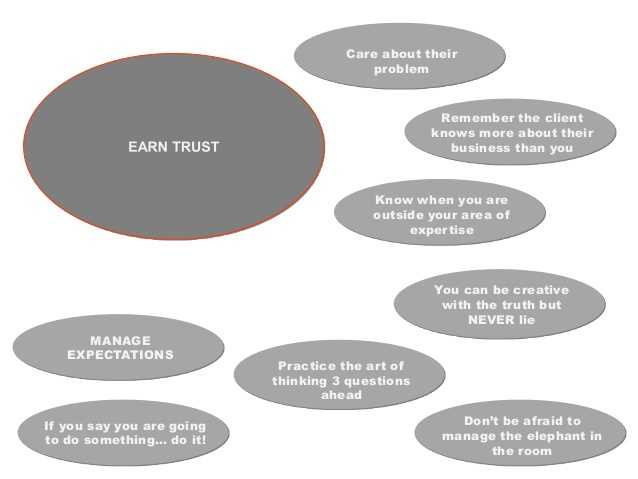 Care about their
problem
EARN TRUST
Remember the client
knows more about their
business than you
Know when you are
outside your area of
expertise
You can be creative
with the truth but
NEVER lie
MANAGE
EXPECTATIONS
Practice the art of
thinking 3 questions
ahead
If you say you are going
to do something... do it!
Don't be afraid to
manage the elephant in
the room